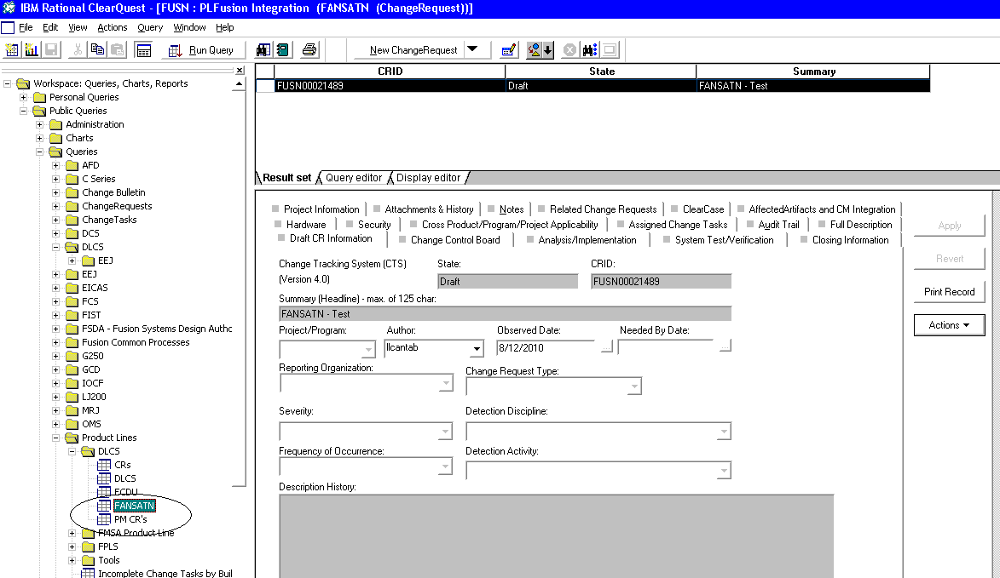 IBM Rational ClearQuest - [FUSN : PLFusion Integration  (FANSATN  (ChangeRequest))]
File Edit View Actions Query Window Help
Run Query New ChangeRequest
Workspace: Queries, Charts, Reports
Personal Queries
Public Queries
Administration
Charts
Queries
AFD
C Series
Change Bulletin
ChangeRequests
ChangeTasks
DCS
DLCS
EEJ
EEJ
EICAS
FCS
FIST
FSDA - Fusion Systems Design Autho
Fusion Common Processes
G250
GCD
IOCF
LJ200
MRJ
OMS
Product Lines
DLCS
CRs
DLCS
FCDU
FANSATN
PM CR's
FMSA Product Line
FPLS
Tools
Incomplete Change Tasks by Buil
CRID State Summary
FUSN00021489 Draft FANSATN - Test
Result set Query editor Display editor
Project Information Attachments & History Notes Related Change Requests ClearCase AffectedArtifacts and CM Integration
Hardware Security Cross Product/Program/Project Applicability Assigned Change Tasks Audit Trail Full Description
Draft CR Information Change Control Board Analysis/Implementation System Test/Verification Closing Information
Change Tracking System (CTS)
(Version 4.0)
State:
Draft
CRID:
FUSN00021489
Summary (Headline) - max. of 125 char:
FANSATN - Test
Project/Program: Author: Observed Date: Needed By Date:
llcantab 8/12/2010 ... ...
Reporting Organization: Change Request Type:
Severity: Detection Discipline:
Frequency of Occurrence: Detection Activity:
Description History:
Apply
Revert
Print Record
Actions